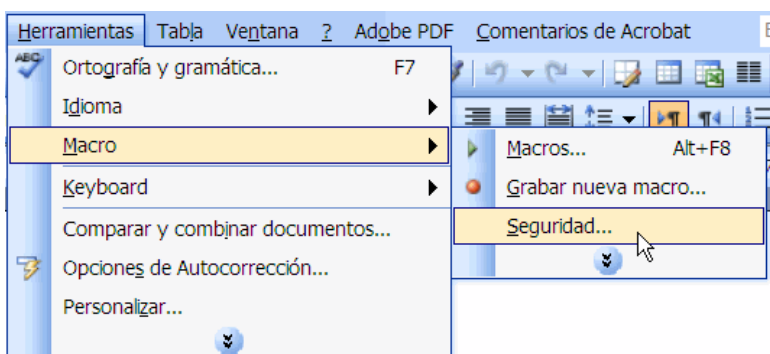 Herramientas Tabla Ventana ? Adobe PDF Comentarios de Acrobat
ABC Ortografía y gramática... F7
Idioma
Macro
Macros... Alt+F8
Keyboard
Grabar nueva macro...
Comparar y combinar documentos...
Seguridad...
Opciones de Autocorrección...
Personalizar...